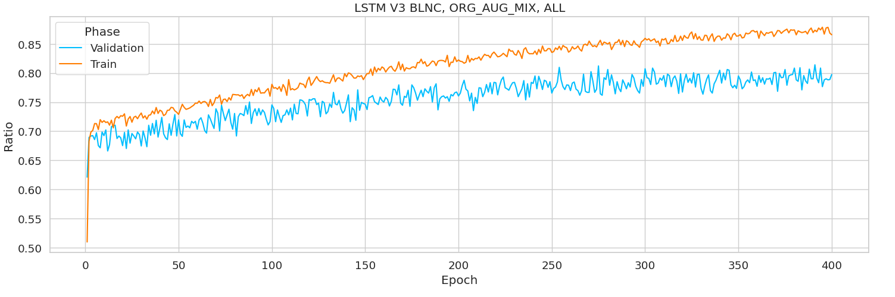 LSTM V3 BLNC, ORG_AUG_MIX, ALL
Phase
Validation
Train
Ratio
0.85
0.80
0.75
0.70
0.65
0.60
0.55
0.50
0 50 100 150 200 250 300 350 400
Epoch